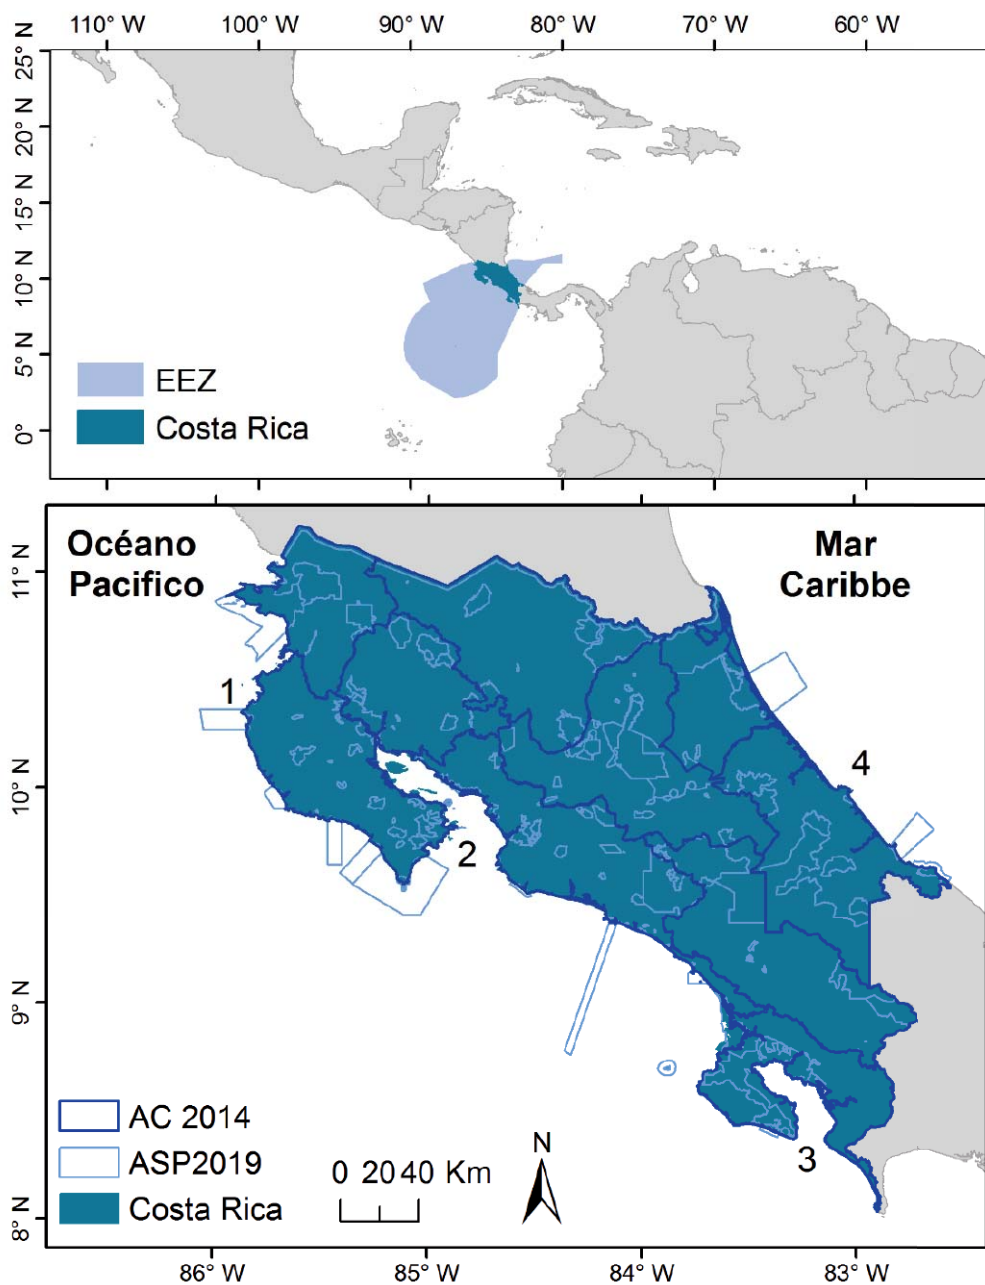 110° W 100° W 90° W 80° W 70° W 60° W
25° N
20° N
15° N
10° N
5° N
0°
EEZ
Costa Rica
Océano
Pacifico
Mar
Caribbe
11° N
10° N
9° N
8° N
1
2
3
4
AC 2014
ASP2019
Costa Rica
0 20 40 Km
N
86° W 85° W 84° W 83° W